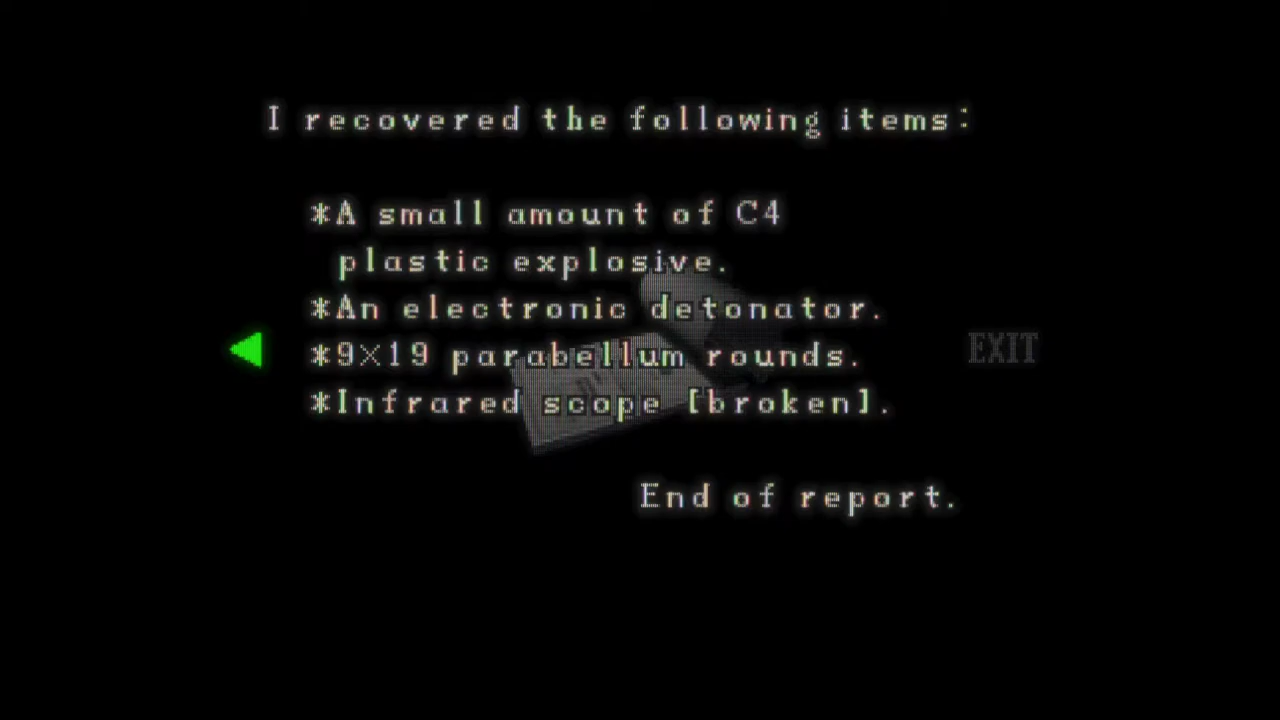 I recovered the following items:
*A small amount of C4
plastic explosive.
*An electronic detonator.
*9×19 parabellum rounds.
EXIT
*Infrared scope [broken].
End of report.